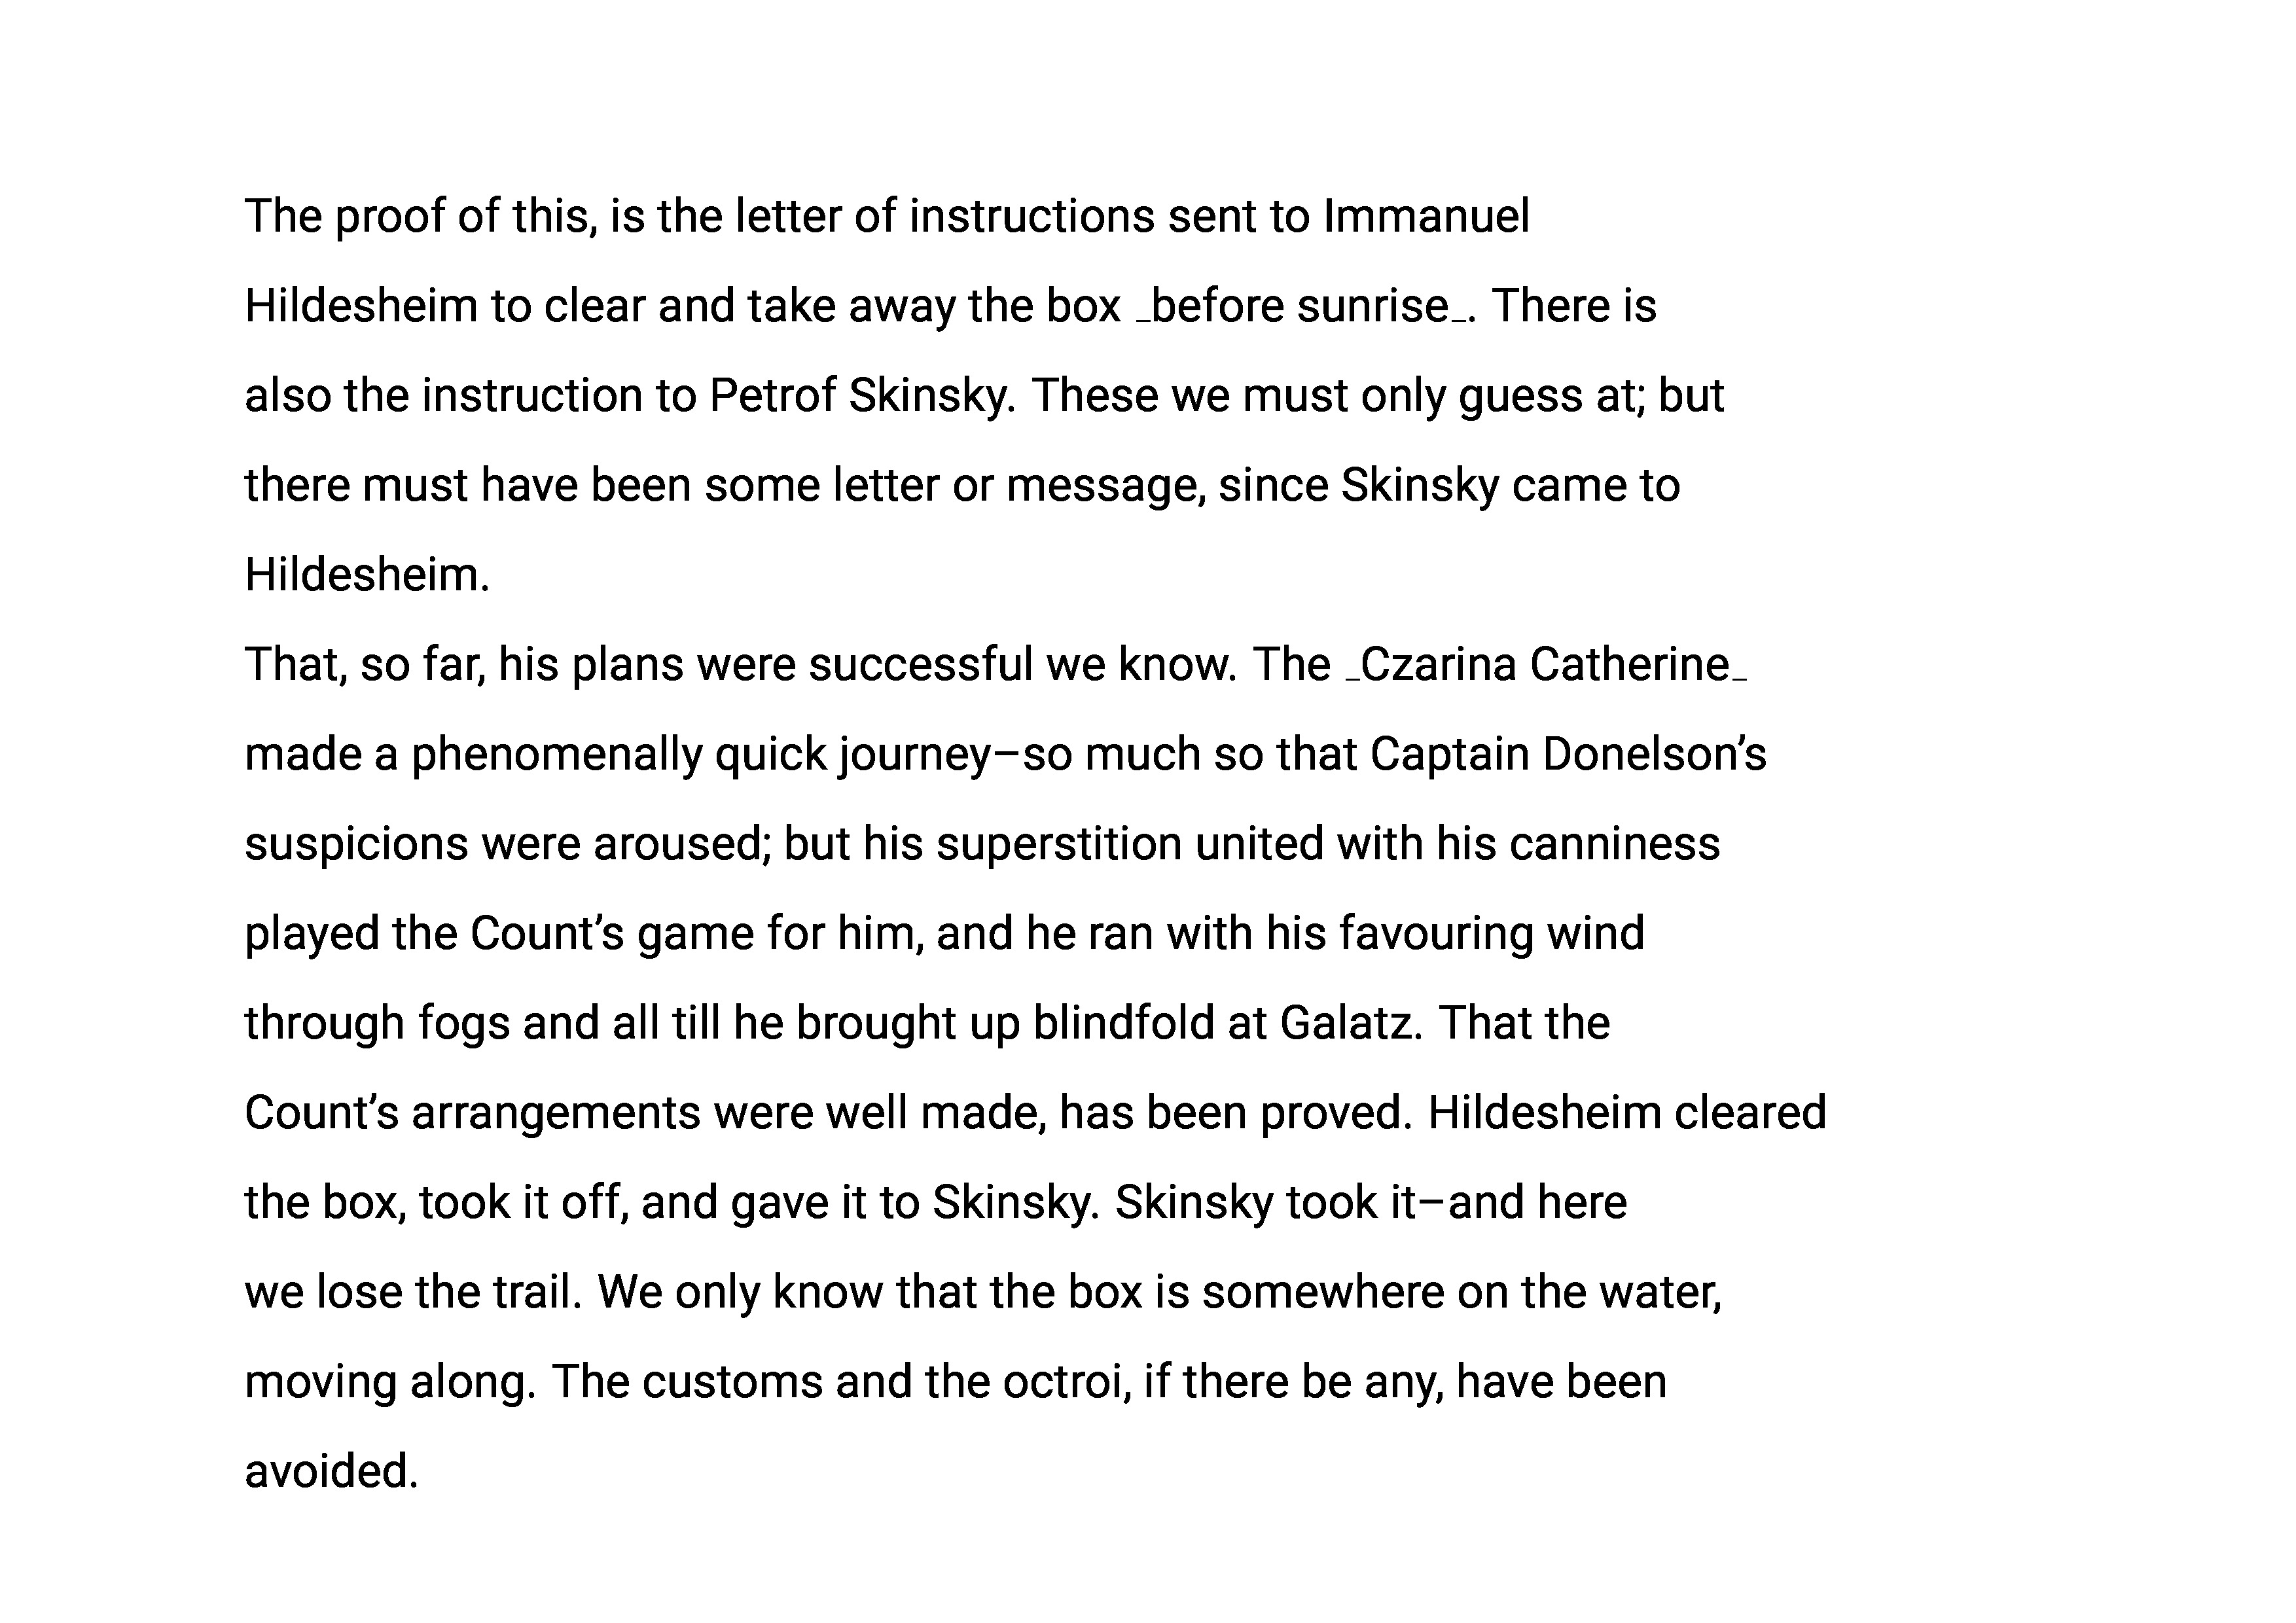 The proof of this, is the letter of instructions sent to Immanuel
Hildesheim to clear and take away the box _before sunrise_. There is
also the instruction to Petrof Skinsky. These we must only guess at; but
there must have been some letter or message, since Skinsky came to
Hildesheim.
That, so far, his plans were successful we know. The _Czarina Catherine_
made a phenomenally quick journey–so much so that Captain Donelson’s
suspicions were aroused; but his superstition united with his canniness
played the Count’s game for him, and he ran with his favouring wind
through fogs and all till he brought up blindfold at Galatz. That the
Count’s arrangements were well made, has been proved. Hildesheim cleared
the box, took it off, and gave it to Skinsky. Skinsky took it–and here
we lose the trail. We only know that the box is somewhere on the water,
moving along. The customs and the octroi, if there be any, have been
avoided.